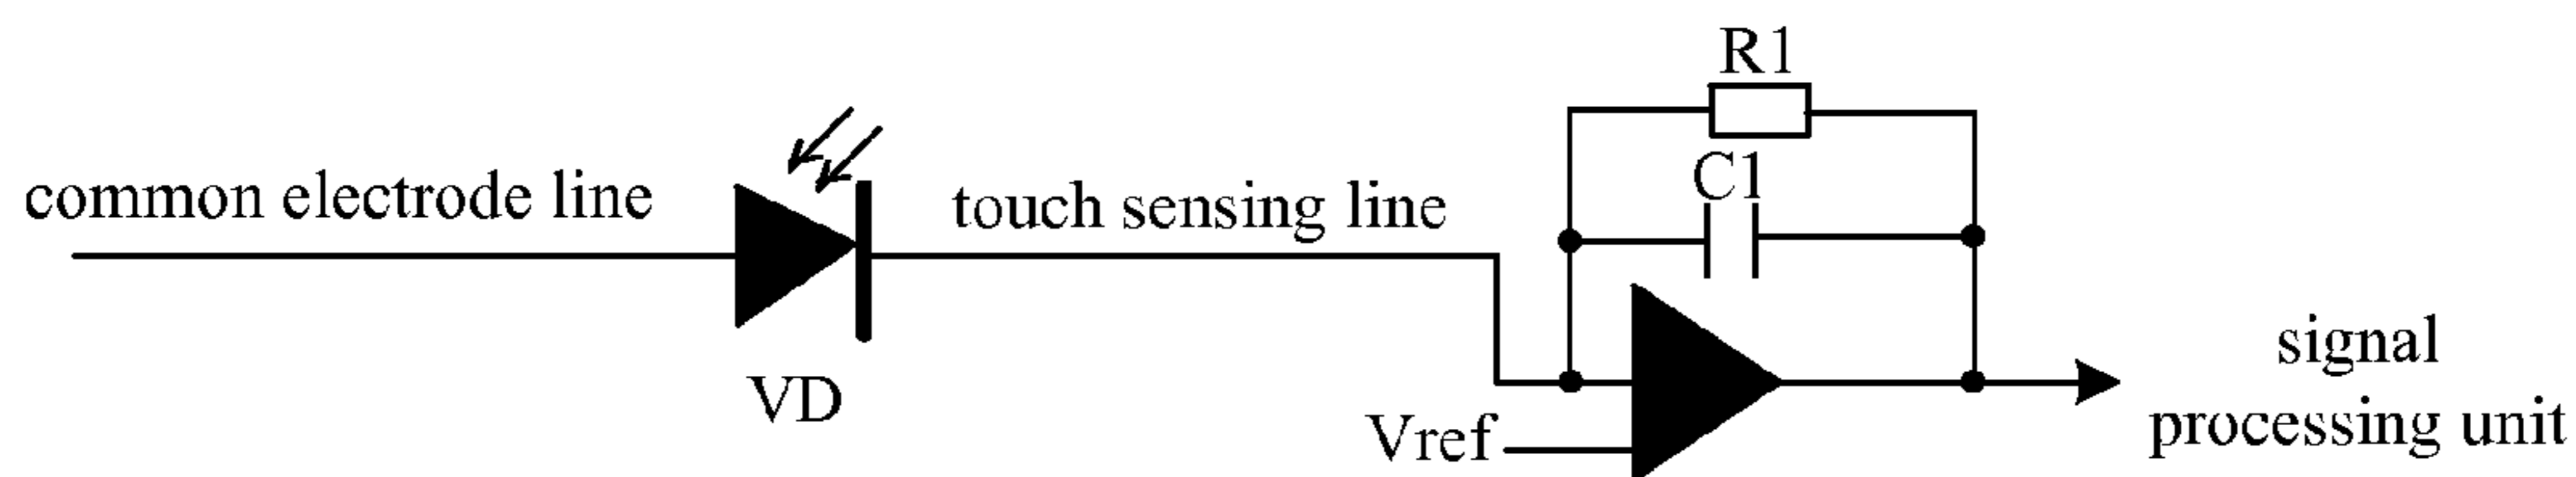 R1
C1
common electrode line
touch sensing line
VD
Vref
signal
processing unit